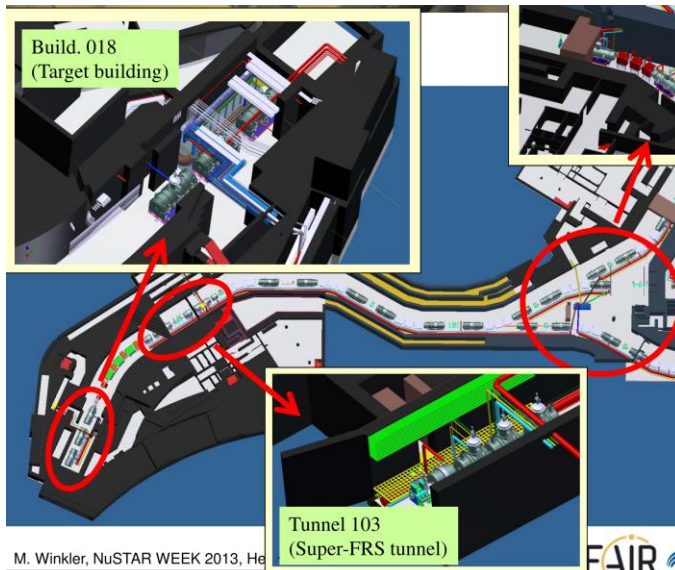 Build. 018
(Target building)
Tunnel 103
(Super-FRS tunnel)
M. Winkler, NuSTAR WEEK 2013, He
FAIR